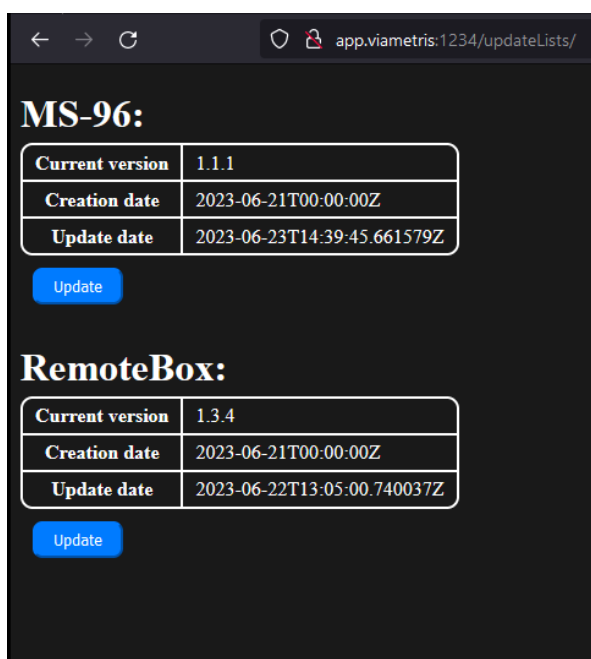 app.viametris:1234/updateLists/
MS-96:
Current version 1.1.1
Creation date 2023-06-21T00:00:00Z
Update date 2023-06-23T14:39:45.661579Z
Update
RemoteBox:
Current version 1.3.4
Creation date 2023-06-21T00:00:00Z
Update date 2023-06-22T13:05:00.740037Z
Update